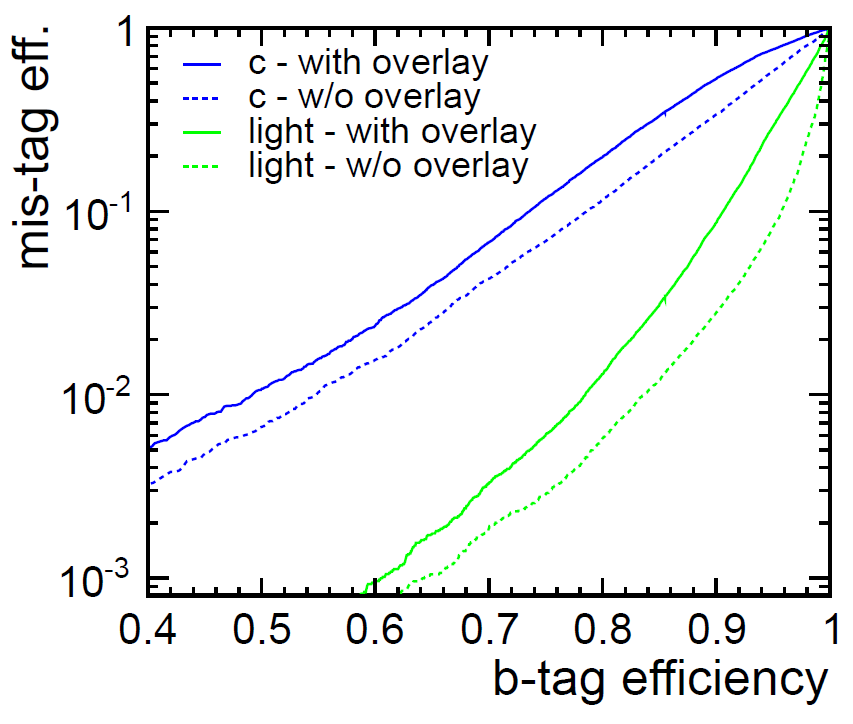 mis-tag eff.
1
10⁻¹
10⁻²
10⁻³
c - with overlay
c - w/o overlay
light - with overlay
light - w/o overlay
0.4 0.5 0.6 0.7 0.8 0.9 1
b-tag efficiency